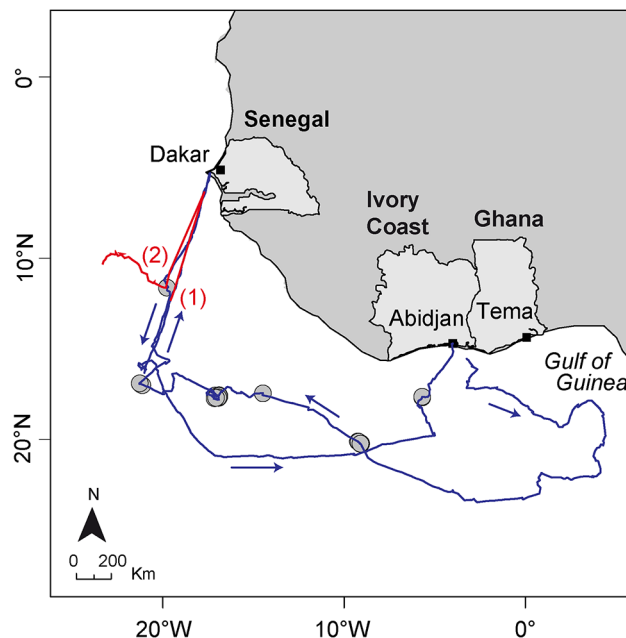 0°
Senegal
Dakar
Ivory
Coast
Ghana
10°N
(2)
(1)
Abidjan
Tema
Gulf of
Guinea
20°N
N
0 200
Km
20°W 10°W 0°